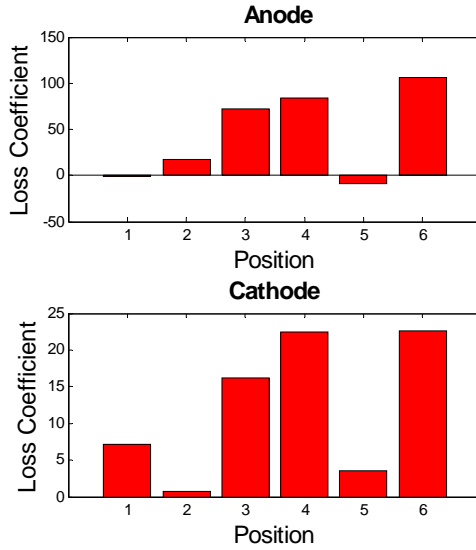 Anode
150
100
50
0
-50
Loss Coefficient
1 2 3 4 5 6
Position
Cathode
25
20
15
10
5
0
Loss Coefficient
1 2 3 4 5 6
Position